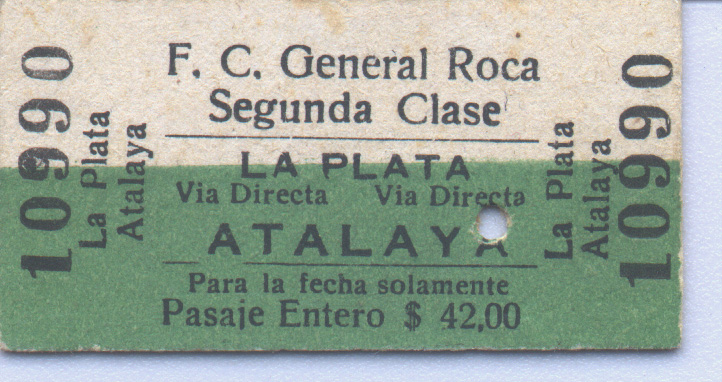 F. C. General Roca
Segunda Clase
LA PLATA
Via Directa Via Directa
ATALAYA
Para la fecha solamente
Pasaje Entero $ 42,00
10990
La Plata
Atalaya
La Plata
Atalaya
10990